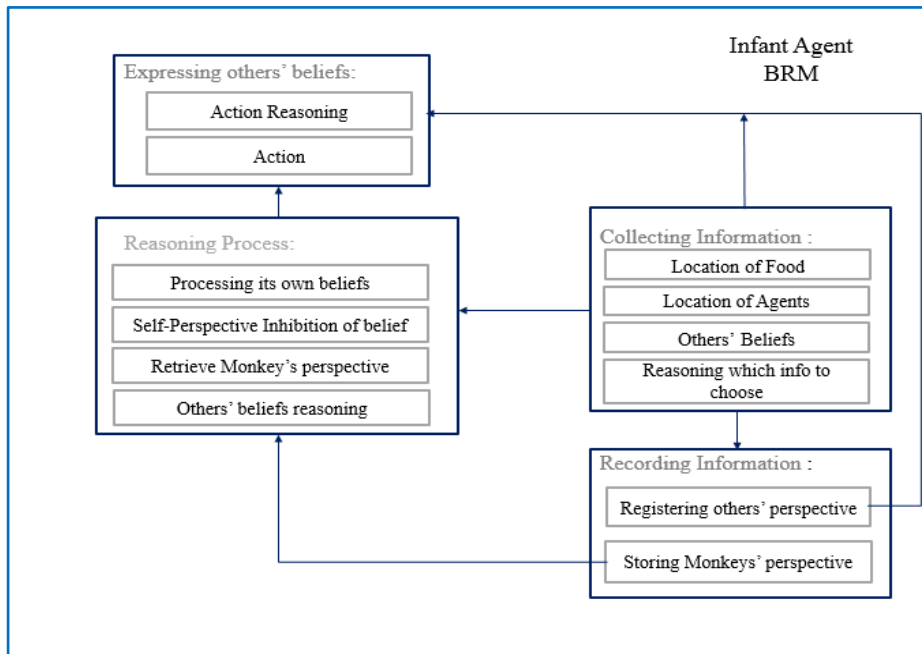 Infant Agent
BRM
Expressing others’ beliefs:
Action Reasoning
Action
Reasoning Process:
Processing its own beliefs
Self-Perspective Inhibition of belief
Retrieve Monkey’s perspective
Others’ beliefs reasoning
Collecting Information :
Location of Food
Location of Agents
Others’ Beliefs
Reasoning which info to
choose
Recording Information :
Registering others’ perspective
Storing Monkeys’ perspective